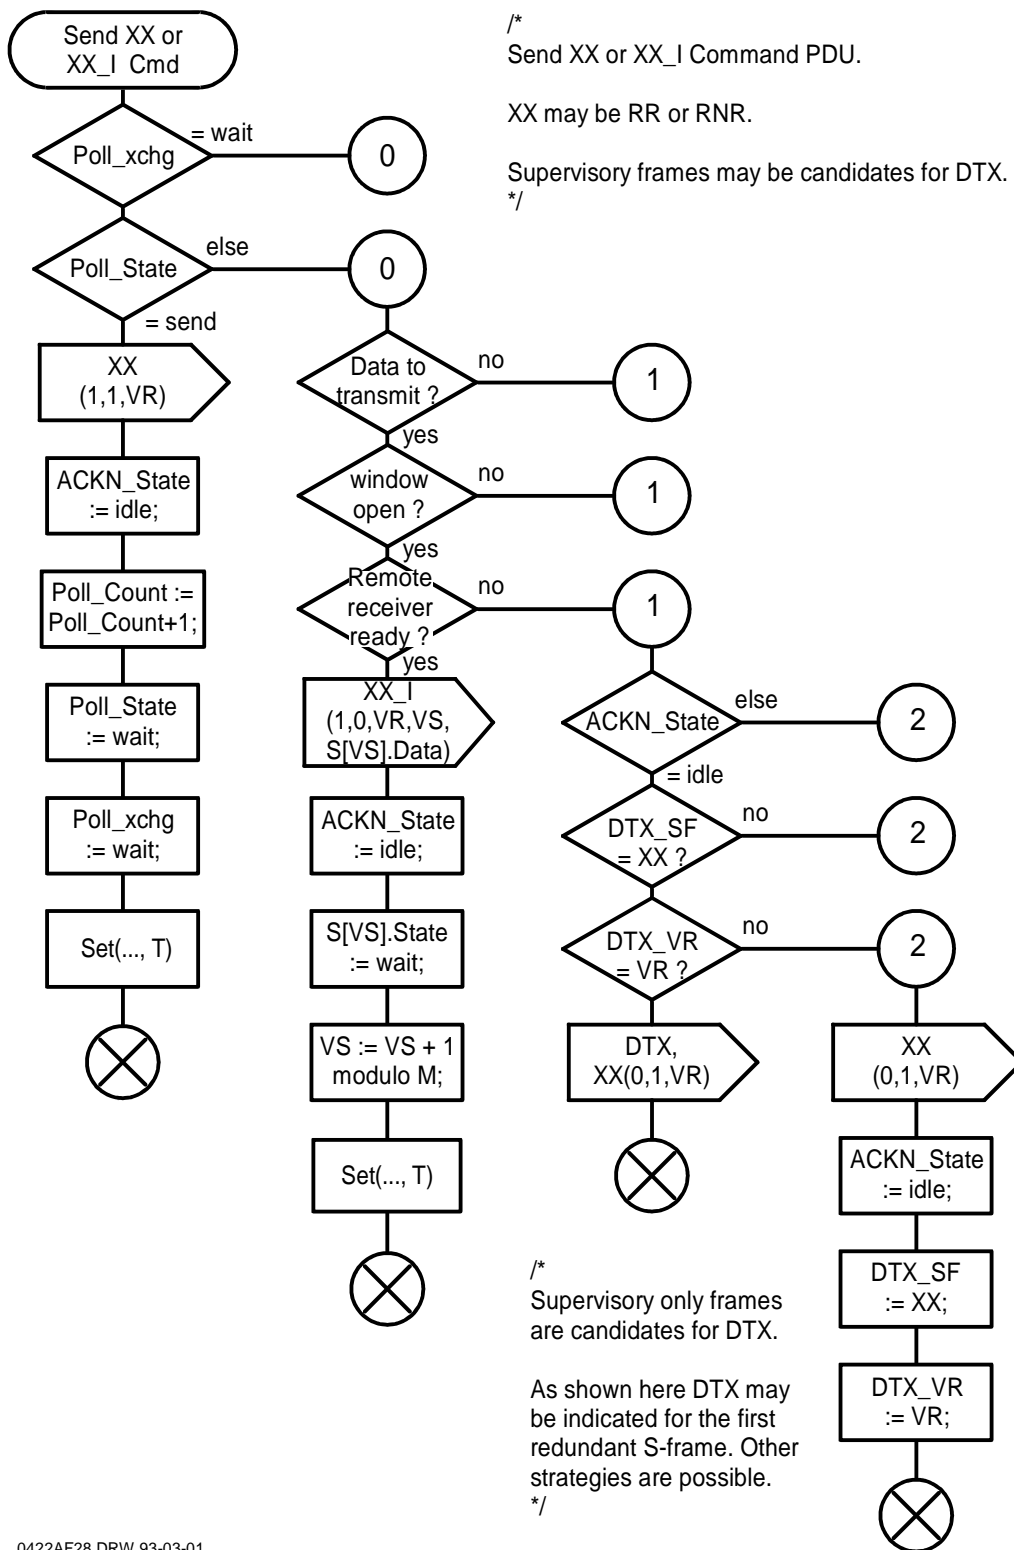 Send XX or
XX_I Cmd
/*
Send XX or XX_I Command PDU.
XX may be RR or RNR.
Supervisory frames may be candidates for DTX.
*/
Poll_xchg
= wait
0
Poll_State
else
0
= send
XX
(1,1,VR)
ACKN_State
:= idle;
Poll_Count :=
Poll_Count+1;
Poll_State
:= wait;
Poll_xchg
:= wait;
Set(..., T)
Data to
transmit ?
no
1
yes
window
open ?
no
1
yes
Remote
receiver
ready ?
no
1
yes
XX_I
(1,0,VR,VS,
S[VS].Data)
ACKN_State
:= idle;
S[VS].State
:= wait;
VS := VS + 1
modulo M;
Set(..., T)
ACKN_State
else
2
= idle
DTX_SF
= XX ?
no
2
DTX_VR
= VR ?
no
2
DTX,
XX(0,1,VR)
XX
(0,1,VR)
ACKN_State
:= idle;
DTX_SF
:= XX;
DTX_VR
:= VR;
/*
Supervisory only frames
are candidates for DTX.
As shown here DTX may
be indicated for the first
redundant S-frame. Other
strategies are possible.
*/
0422AF28.DRW 93-03-01